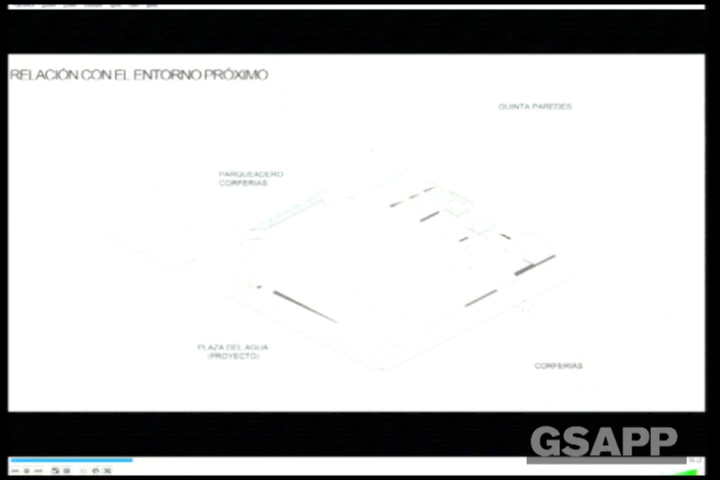 RELACIÓN CON EL ENTORNO PRÓXIMO
QUINTA PAREDES
PARQUEADERO
CORFERIAS
PLAZA DEL AGUA
(PROYECTO)
CORFERIAS
GSAPP